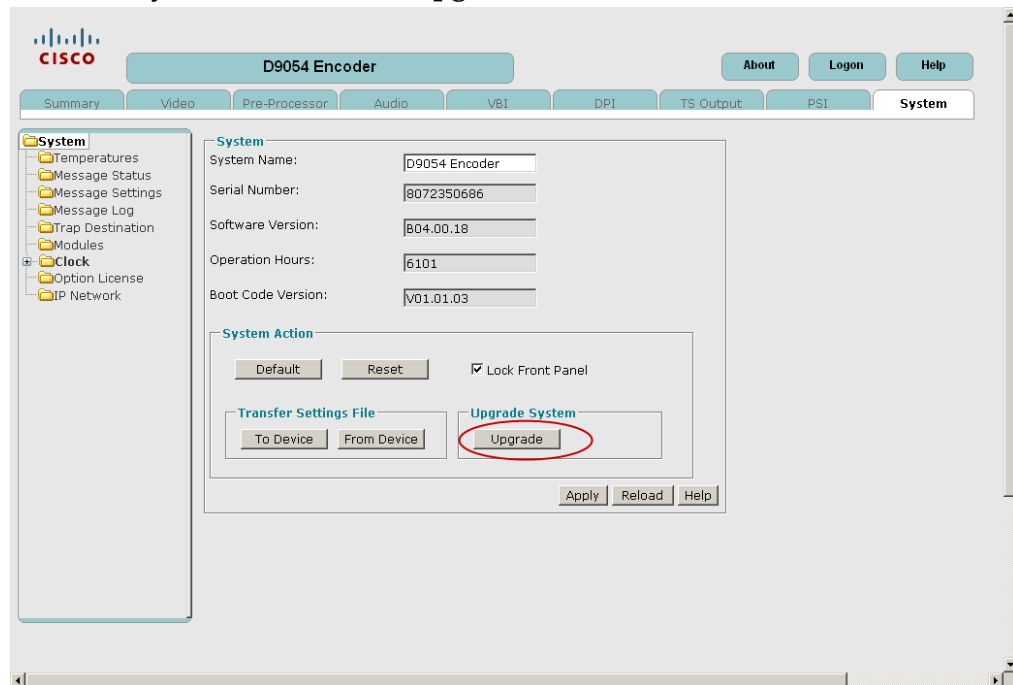 CISCO
D9054 Encoder
About
Logon
Help
Summary
Video
Pre-Processor
Audio
VBI
DPI
TS Output
PSI
System
System
Temperatures
Message Status
Message Settings
Message Log
Trap Destination
Modules
Clock
Option License
IP Network
System
System Name: D9054 Encoder
Serial Number: 8072350686
Software Version: B04.00.18
Operation Hours: 6101
Boot Code Version: V01.01.03
System Action
Default
Reset
Lock Front Panel
Transfer Settings File
To Device
From Device
Upgrade System
Upgrade
Apply
Reload
Help